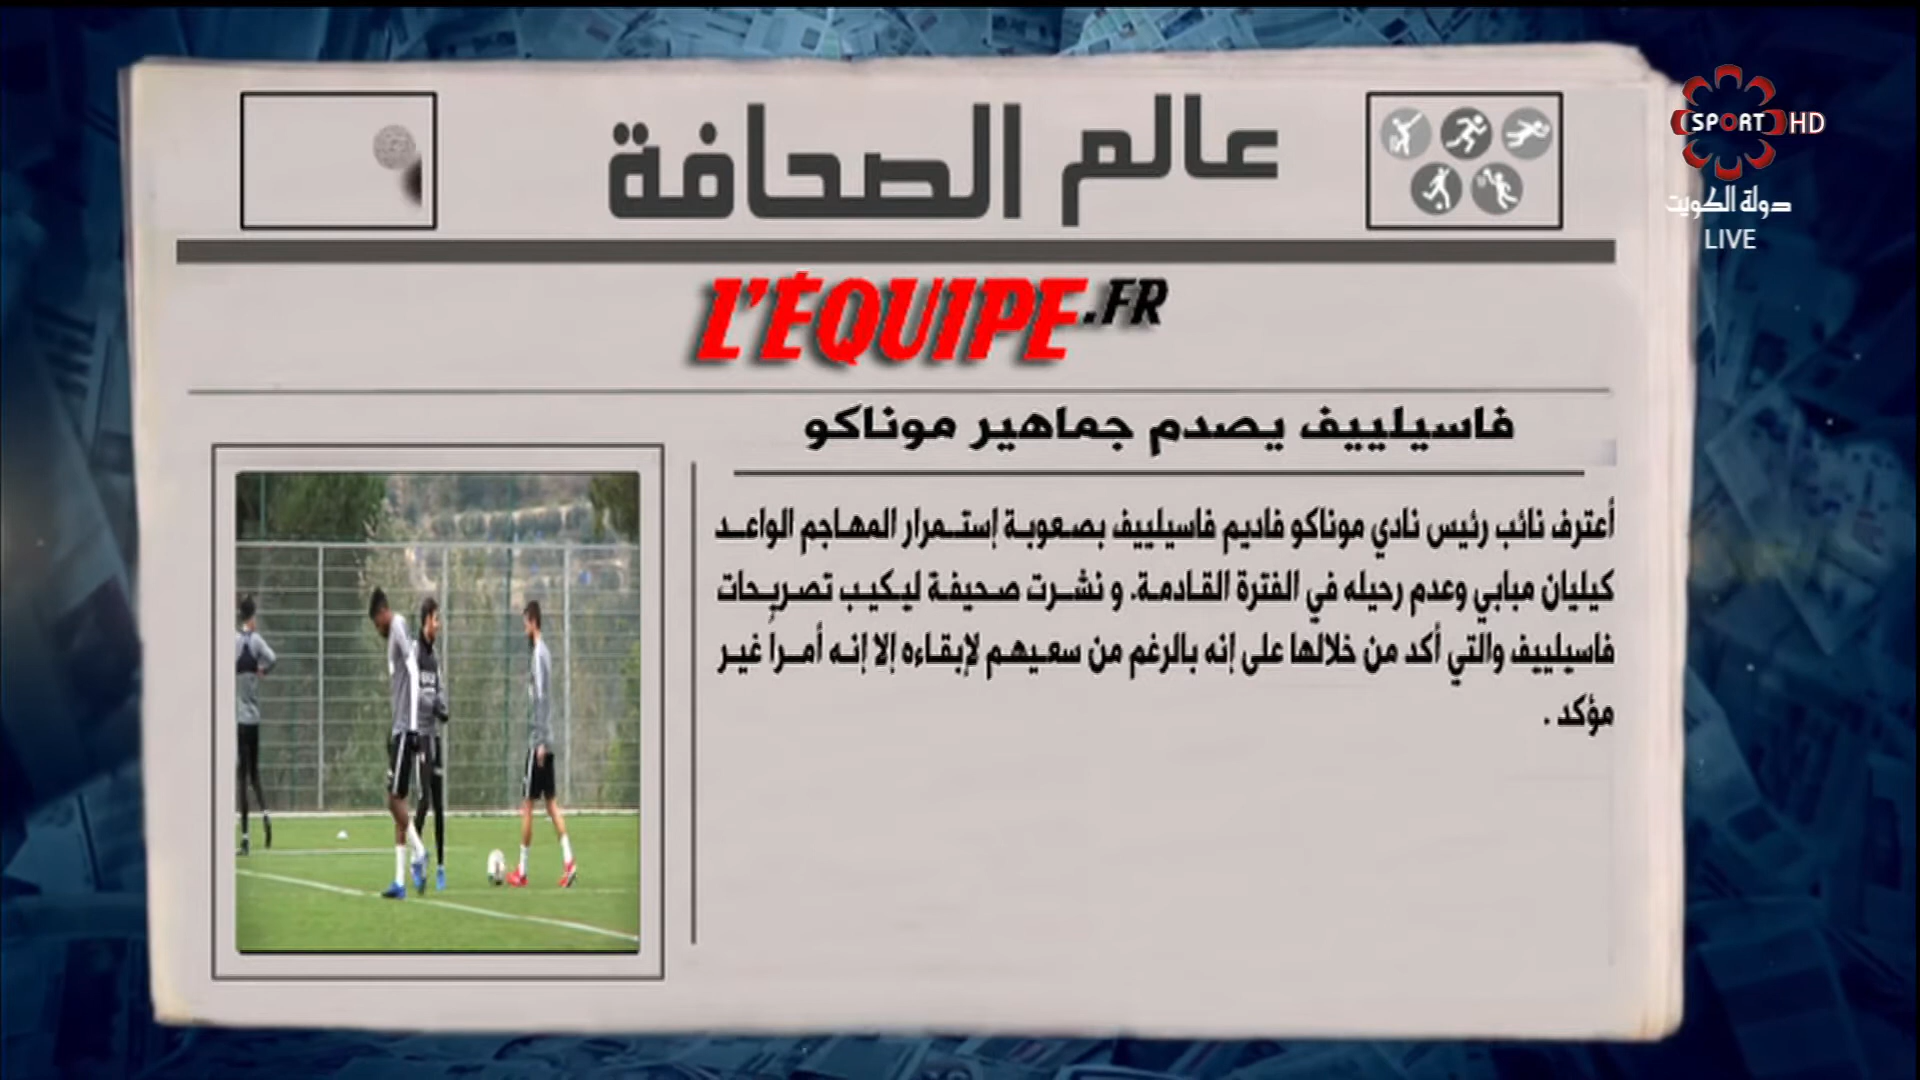 عالم الصحافة
SPORT HD
دولة الكويت
LIVE
L'ÉQUIPE.FR
فاسيلييف يصدم جماهير موناكو
أعترف نائب رئيس نادي موناكو فاديم فاسيلييف بصعوبة إستمرار المهاجم الواعد
كيليان مبابي وعدم رحيله في الفترة القادمة. و نشرت صحيفة ليكيب تصريحات
فاسيلييف والتي أكد من خلالها على إنه بالرغم من سعيهم لإبقاءه إلا إنه أمرا غير
مؤكد .